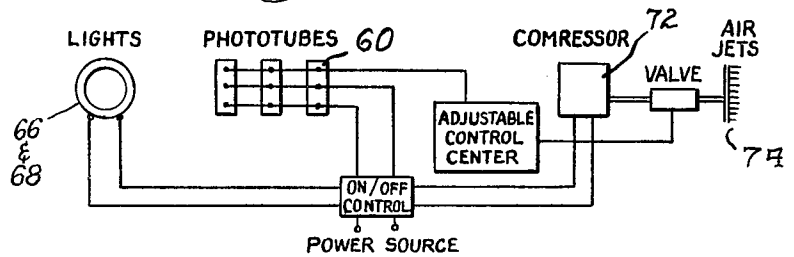 LIGHTS
PHOTOTUBES
60
COMRESSOR
72
AIR
JETS
VALVE
66
&
68
ADJUSTABLE
CONTROL
CENTER
74
ON/OFF
CONTROL
POWER SOURCE